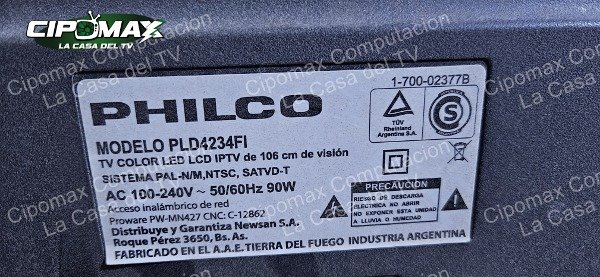 CIPOMAX
LA CASA DEL TV
1-700-02377B
PHILCO
TÜV
Rheinland
Argentina S.A.
S
MODELO PLD4234FI
TV COLOR LED LCD IPTV de 106 cm de visión
SISTEMA PAL-N/M,NTSC, SATVD-T
AC 100-240V ~ 50/60Hz 90W
Acceso inalámbrico de red
Proware PW-MN427 CNC: C-12862
Distribuye y Garantiza Newsan S.A.
Roque Pérez 3650, Bs. As.
FAB. EN EL A.A.E. TIERRA DEL FUEGO INDUSTRIA ARGENTINA
PRECAUCIÓN
RIESGO DE DESCARGA
ELECTRICA NO ABRIR
NO EXPONER ESTA UNIDAD
A LLUVIA O HUMEDAD
Cipomax Computacion
La Casa del TV